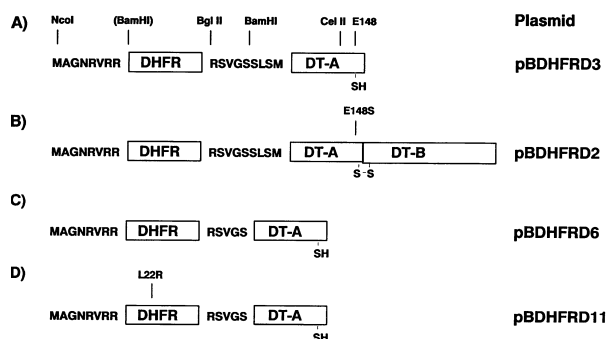 A) NcoI (BamHI) Bgl II BamHI Cel II E148 Plasmid
MAGNRVRR DHFR RSVGSSLSM DT-A pBDHFRD3
SH
B) E148S
MAGNRVRR DHFR RSVGSSLSM DT-A DT-B pBDHFRD2
S-S
C)
MAGNRVRR DHFR RSVGS DT-A pBDHFRD6
SH
D) L22R
MAGNRVRR DHFR RSVGS DT-A pBDHFRD11
SH